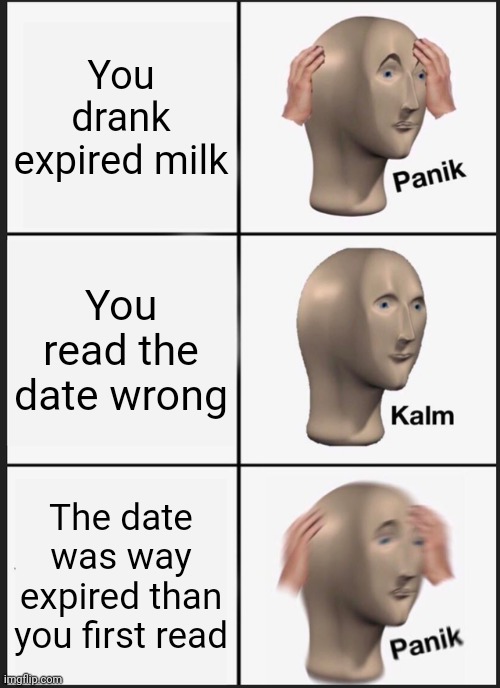 You
drank
expired milk
Panik
You
read the
date wrong
Kalm
The date
was way
expired than
you first read
Panik
imgflip.com